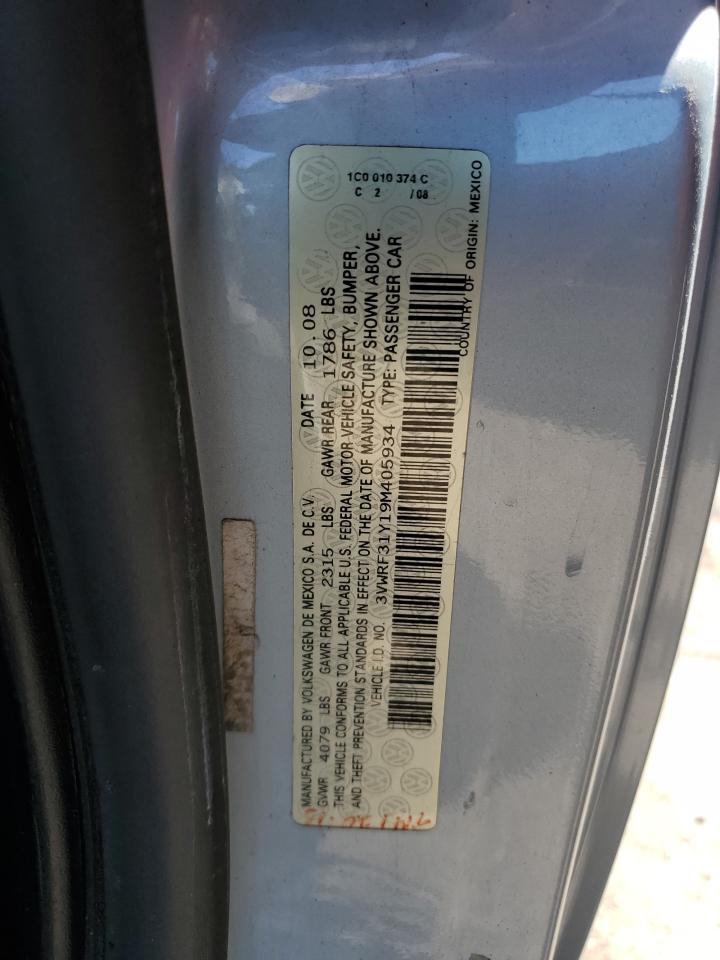 MANUFACTURED BY VOLKSWAGEN DE MEXICO S.A. DE C.V. DATE 10.08
GVWR 4079 LBS GAWR FRONT 2315 LBS GAWR REAR 1786 LBS
THIS VEHICLE CONFORMS TO ALL APPLICABLE U.S. FEDERAL MOTOR VEHICLE SAFETY, BUMPER,
AND THEFT PREVENTION STANDARDS IN EFFECT ON THE DATE OF MANUFACTURE SHOWN ABOVE.
VEHICLE I.D. NO. 3VWRF31Y19M405934 TYPE: PASSENGER CAR
COUNTRY OF ORIGIN: MEXICO
1C0 010 374 C
C 2 /08